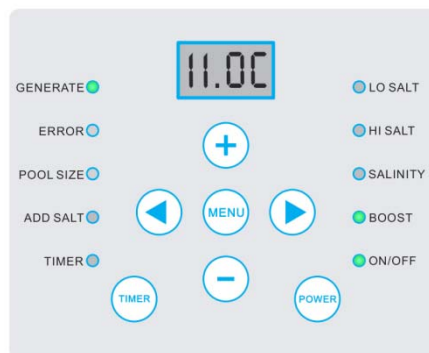 11.0C
GENERATE
LO SALT
ERROR
HI SALT
+
POOL SIZE
SALINITY
MENU
ADD SALT
BOOST
TIMER
ON/OFF
−
TIMER
POWER